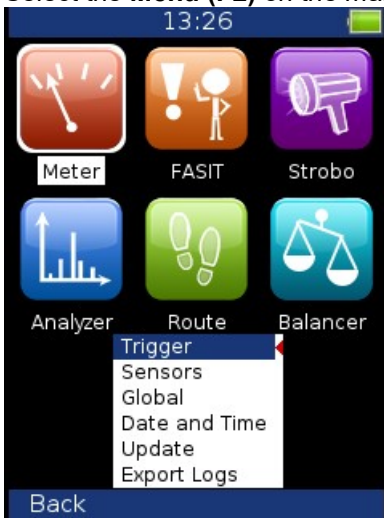 13:26
Meter FASIT Strobo
Analyzer Route Balancer
Trigger
Sensors
Global
Date and Time
Update
Export Logs
Back